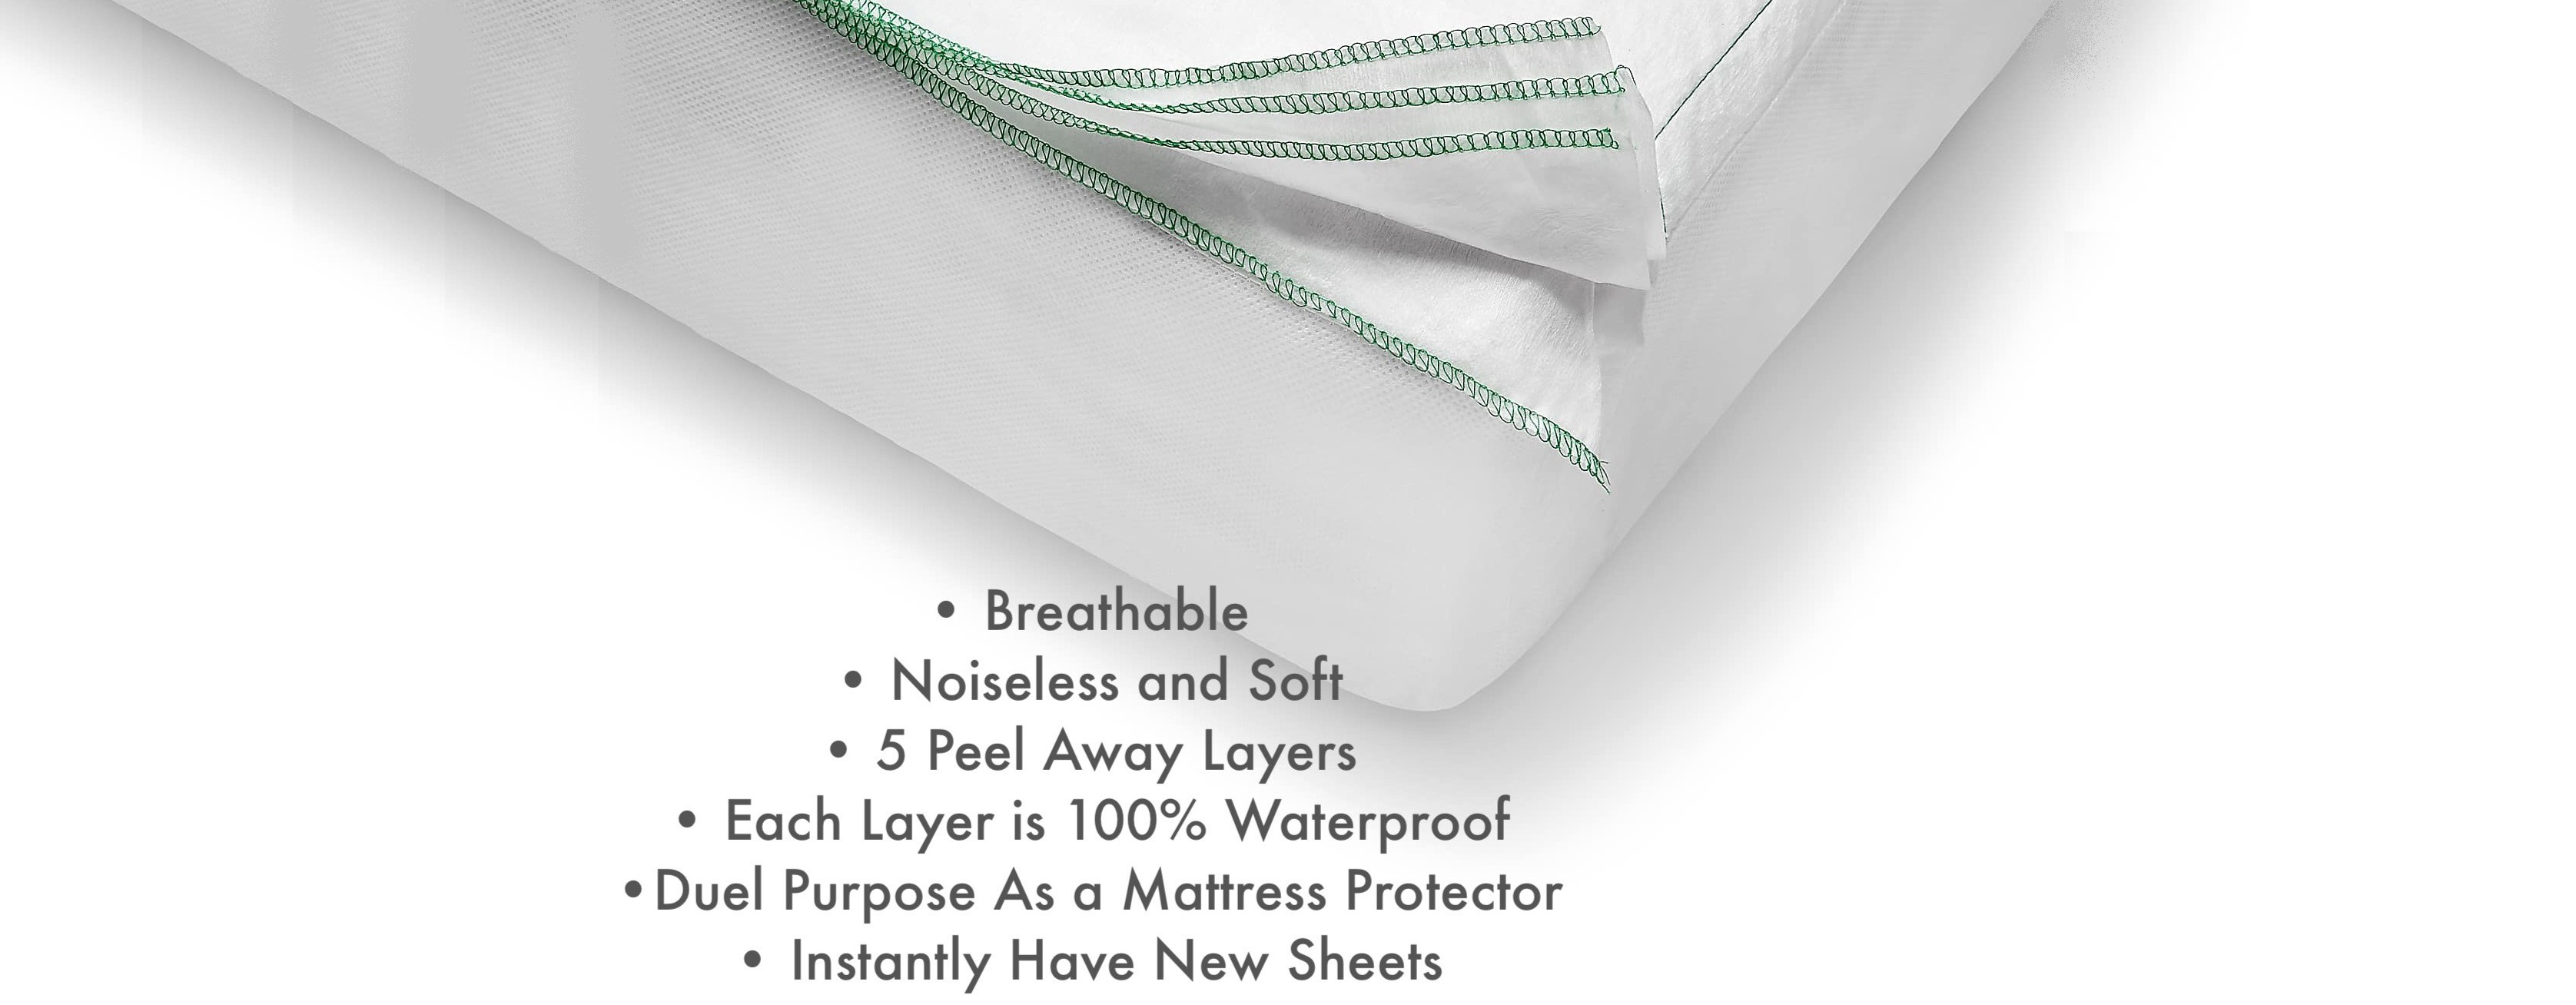 • Breathable
• Noiseless and Soft
• 5 Peel Away Layers
• Each Layer is 100% Waterproof
•Duel Purpose As a Mattress Protector
• Instantly Have New Sheets